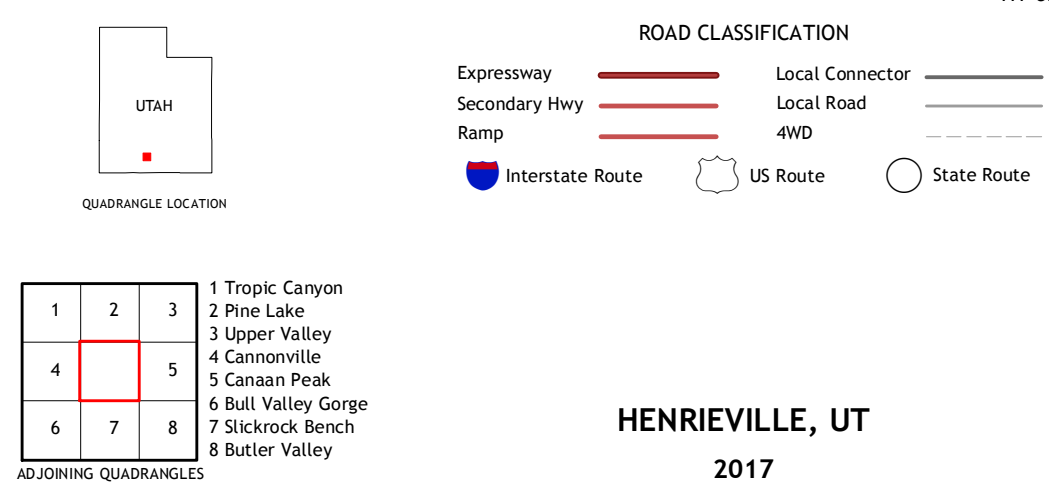 UTAH
QUADRANGLE LOCATION
ROAD CLASSIFICATION
Expressway
Local Connector
Secondary Hwy
Local Road
Ramp
4WD
Interstate Route
US Route
State Route
1 2 3
4 5
6 7 8
1 Tropic Canyon
2 Pine Lake
3 Upper Valley
4 Cannonville
5 Canaan Peak
6 Bull Valley Gorge
7 Slickrock Bench
8 Butler Valley
ADJOINING QUADRANGLES
HENRIEVILLE, UT
2017